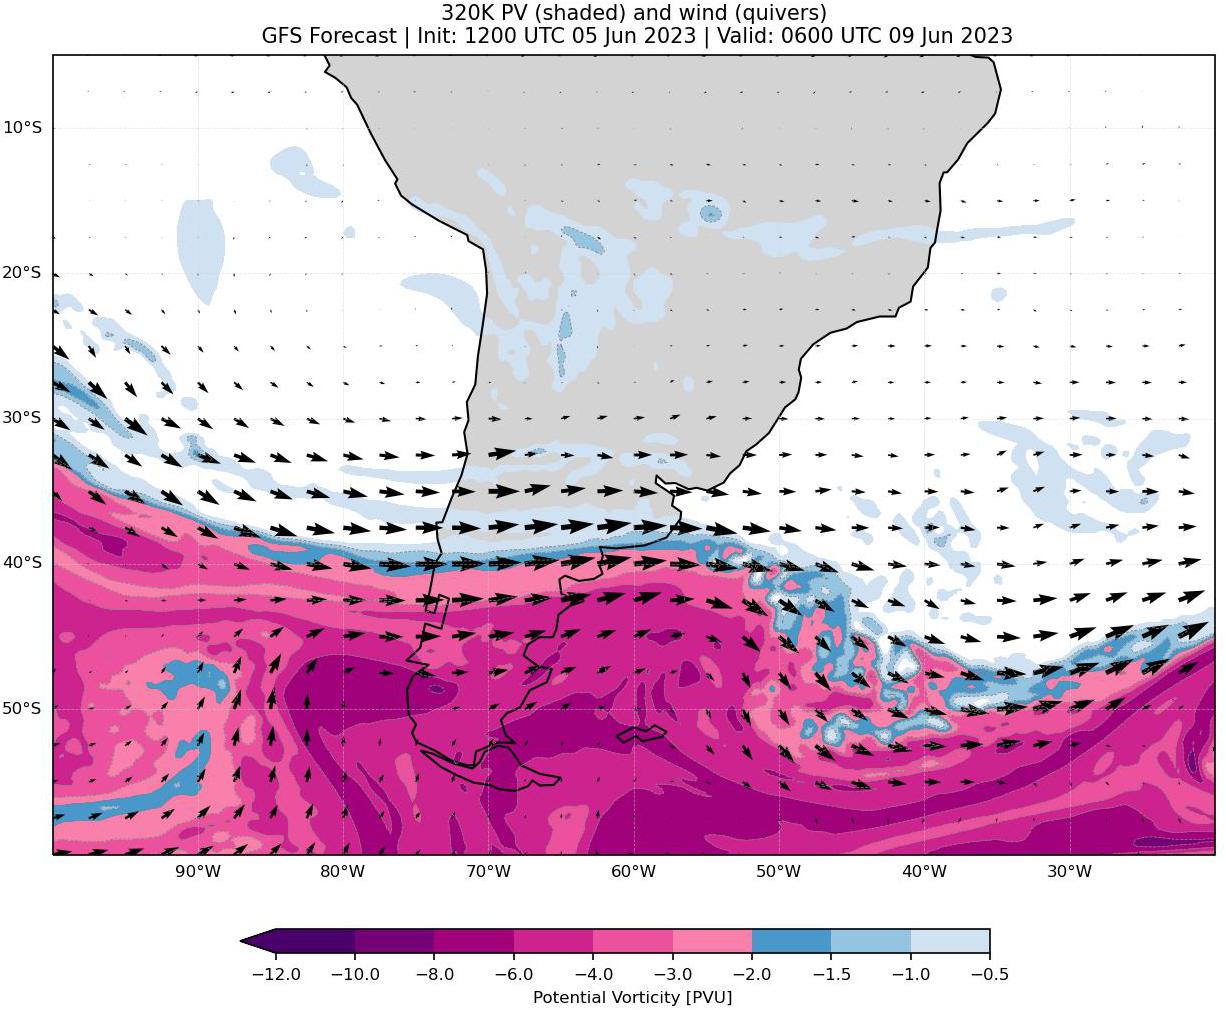 320K PV (shaded) and wind (quivers)
GFS Forecast | Init: 1200 UTC 05 Jun 2023 | Valid: 0600 UTC 09 Jun 2023
10°S
20°S
30°S
40°S
50°S
90°W 80°W 70°W 60°W 50°W 40°W 30°W
−12.0 −10.0 −8.0 −6.0 −4.0 −3.0 −2.0 −1.5 −1.0 −0.5
Potential Vorticity [PVU]